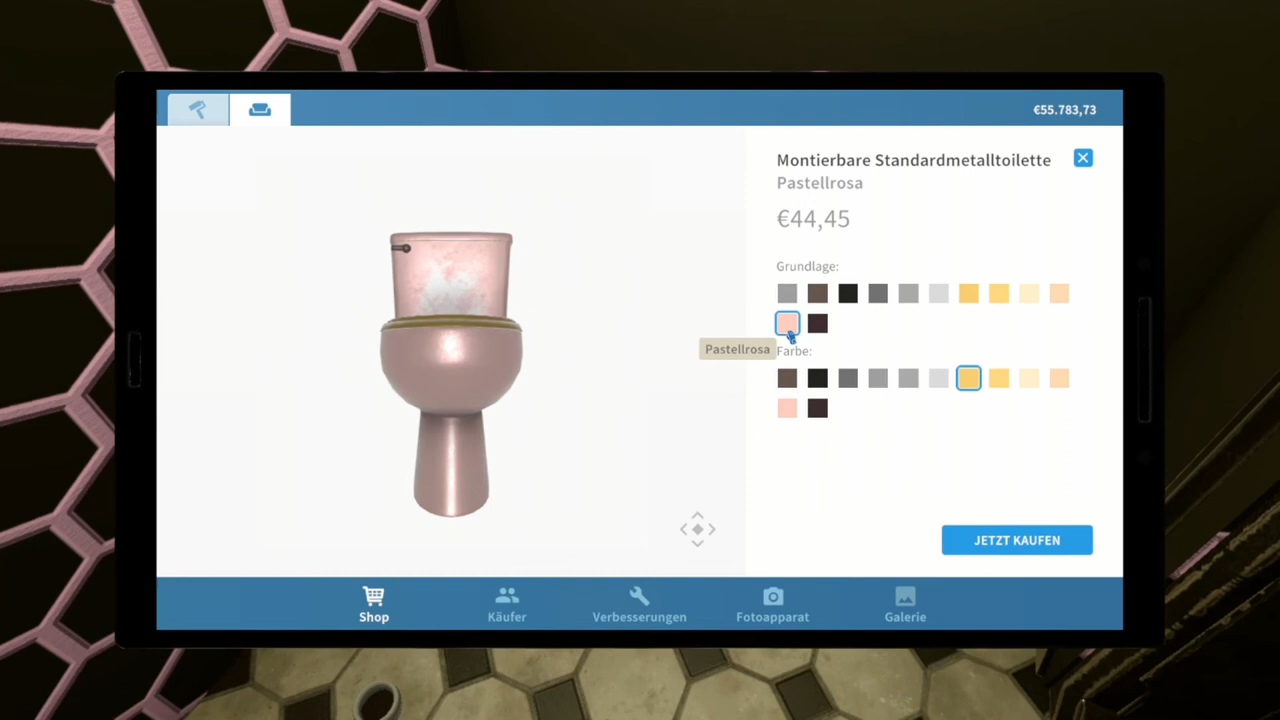 €55.783,73
Montierbare Standardmetalltoilette
Pastellrosa
€44,45
Grundlage:
Pastellrosa
Farbe:
JETZT KAUFEN
Shop
Käufer
Verbesserungen
Fotoapparat
Galerie